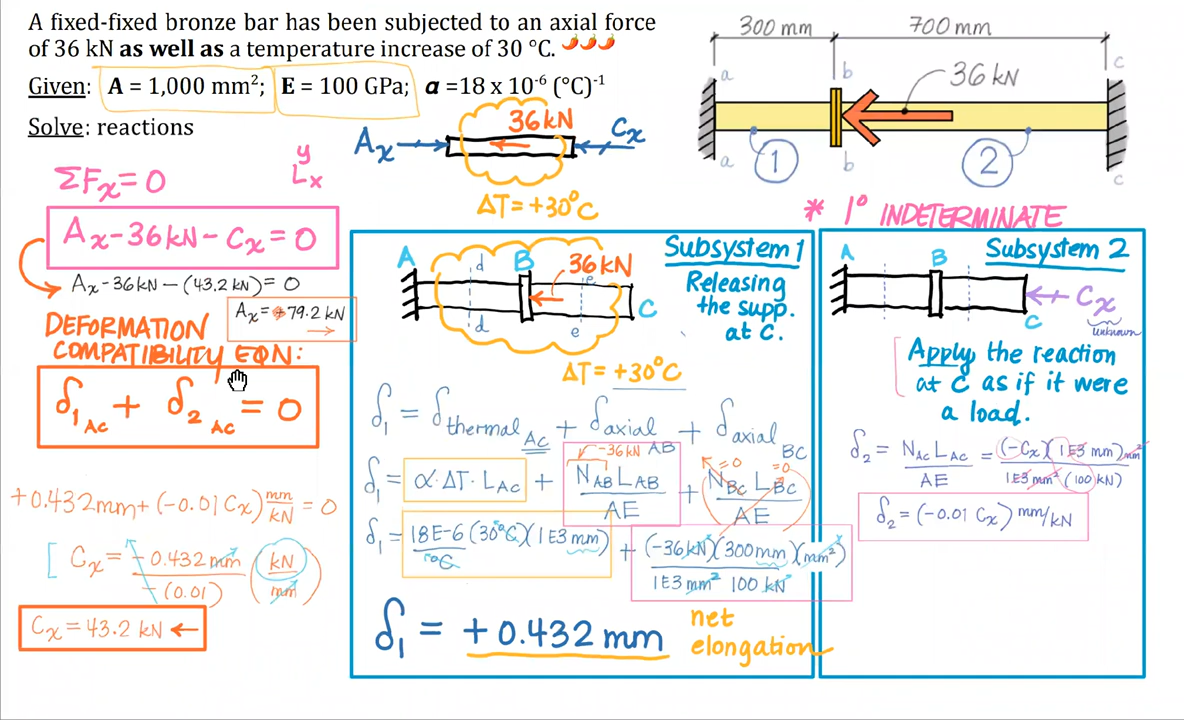 A fixed-fixed bronze bar has been subjected to an axial force
of 36 kN as well as a temperature increase of 30 °C.
Given: A = 1,000 mm²; E = 100 GPa; α =18 x 10⁻⁶ (°C)⁻¹
Solve: reactions
300 mm
700 mm
a
b
c
36 kN
a
b
c
1
2
Ax
36kN
Cx
ΔT=+30°C
y
x
ΣFx=0
Ax-36kN-Cx=0
Ax-36kN-(43.2 kN)=0
Ax=+79.2 kN
DEFORMATION
COMPATIBILITY EQN:
δ1AC + δ2AC = 0
+0.432mm+(-0.01Cx) mm/kN = 0
Cx = -0.432 mm / -(0.01) (kN/mm)
Cx = 43.2 kN ←
* 1° INDETERMINATE
Subsystem 1
Releasing
the supp.
at C.
A
d
B
36kN
e
C
d
e
ΔT= +30°C
δ1 = δthermalAC + δaxialAB + δaxialBC
-36kN
=0
=0
δ1 = α·ΔT·LAC + NAB LAB / AE + NBC LBC / AE
δ1 = 18E-6/°C (30°C)(1E3 mm) + (-36kN)(300mm)(mm²) / 1E3 mm² 100 kN
δ1 = +0.432 mm
net
elongation
Subsystem 2
A
B
C
Cx
unknown
Apply the reaction
at C as if it were
a load.
δ2 = NAC LAC / AE = (-Cx)(1E3 mm)mm² / 1E3 mm² (100 kN)
δ2 = (-0.01 Cx) mm/kN